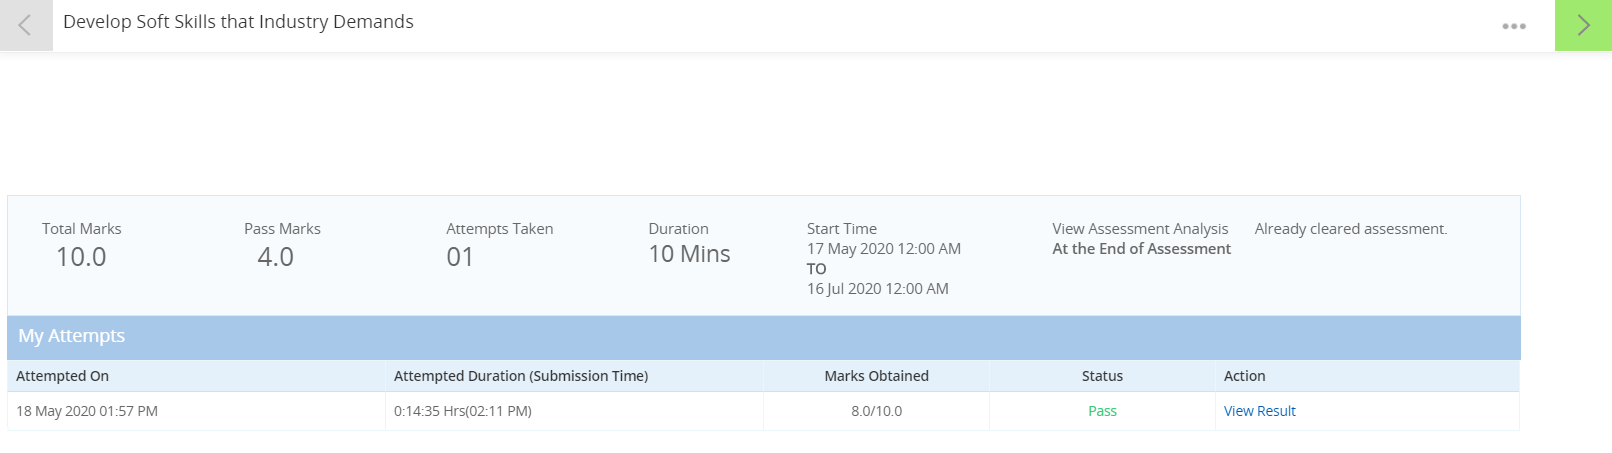 Develop Soft Skills that Industry Demands
Total Marks
10.0
Pass Marks
4.0
Attempts Taken
01
Duration
10 Mins
Start Time
17 May 2020 12:00 AM
TO
16 Jul 2020 12:00 AM
View Assessment Analysis
At the End of Assessment
Already cleared assessment.
My Attempts
Attempted On Attempted Duration (Submission Time) Marks Obtained Status Action
18 May 2020 01:57 PM 0:14:35 Hrs(02:11 PM) 8.0/10.0 Pass View Result